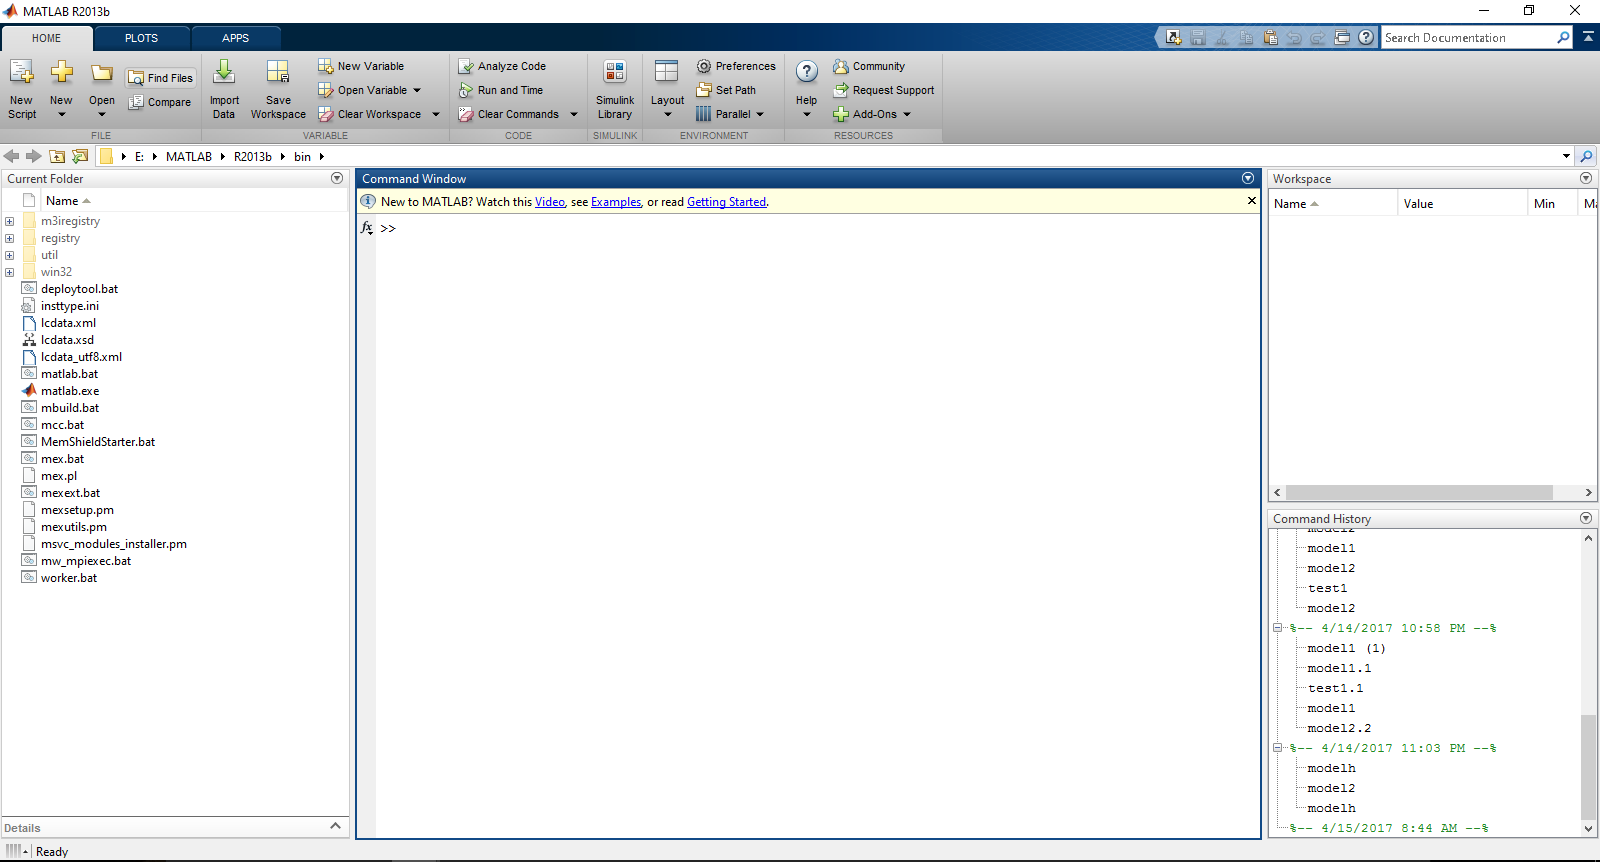 MATLAB R2013b
HOME
PLOTS
APPS
Search Documentation
New Script
New
Open
Find Files
Compare
FILE
Import Data
Save Workspace
New Variable
Open Variable
Clear Workspace
VARIABLE
Analyze Code
Run and Time
Clear Commands
CODE
Simulink Library
SIMULINK
Layout
Preferences
Set Path
Parallel
ENVIRONMENT
Help
Community
Request Support
Add-Ons
RESOURCES
E: MATLAB R2013b bin
Current Folder
Name
m3iregistry
registry
util
win32
deploytool.bat
insttype.ini
lcdata.xml
lcdata.xsd
lcdata_utf8.xml
matlab.bat
matlab.exe
mbuild.bat
mcc.bat
MemShieldStarter.bat
mex.bat
mex.pl
mexext.bat
mexsetup.pm
mexutils.pm
msvc_modules_installer.pm
mw_mpiexec.bat
worker.bat
Details
Ready
Command Window
New to MATLAB? Watch this Video, see Examples, or read Getting Started.
fx >>
Workspace
Name Value Min Ma
Command History
model2
model1
model2
test1
model2
%-- 4/14/2017 10:58 PM --%
model1 (1)
model1.1
test1.1
model1
model2.2
%-- 4/14/2017 11:03 PM --%
modelh
model2
modelh
%-- 4/15/2017 8:44 AM --%